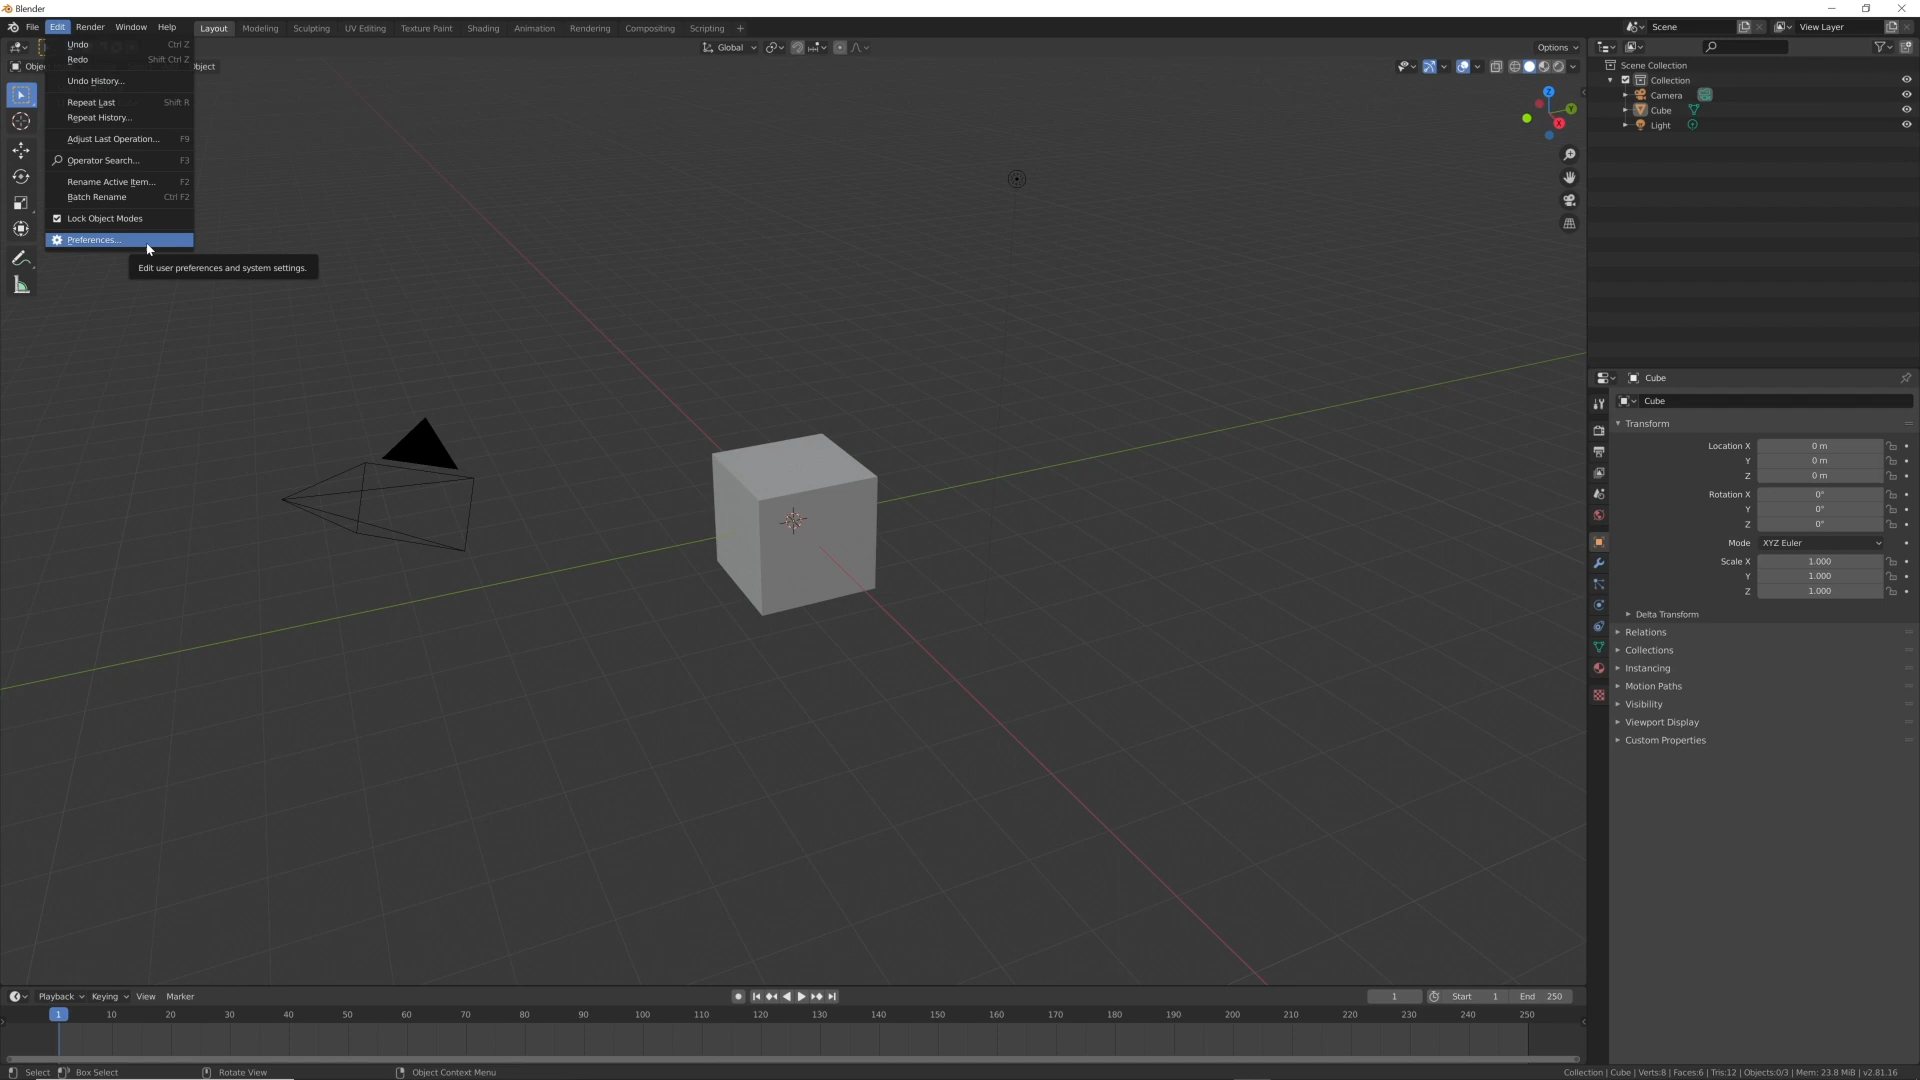 Blender
File Edit Render Window Help Layout Modeling Sculpting UV Editing Texture Paint Shading Animation Rendering Compositing Scripting + Scene View Layer
Global Options
Object
Undo Ctrl Z
Redo Shift Ctrl Z
Undo History...
Repeat Last Shift R
Repeat History...
Adjust Last Operation... F9
Operator Search... F3
Rename Active Item... F2
Batch Rename Ctrl F2
Lock Object Modes
Preferences...
Edit user preferences and system settings.
Z
Y
X
Scene Collection
Collection
Camera
Cube
Light
Cube
Cube
Transform
Location X 0 m
Y 0 m
Z 0 m
Rotation X 0°
Y 0°
Z 0°
Mode XYZ Euler
Scale X 1.000
Y 1.000
Z 1.000
Delta Transform
Relations
Collections
Instancing
Motion Paths
Visibility
Viewport Display
Custom Properties
Playback Keying View Marker 1 Start 1 End 250
1 10 20 30 40 50 60 70 80 90 100 110 120 130 140 150 160 170 180 190 200 210 220 230 240 250
Select Box Select Rotate View Object Context Menu Collection | Cube | Verts:8 | Faces:6 | Tris:12 | Objects:0/3 | Mem: 23.8 MiB | v2.81.16